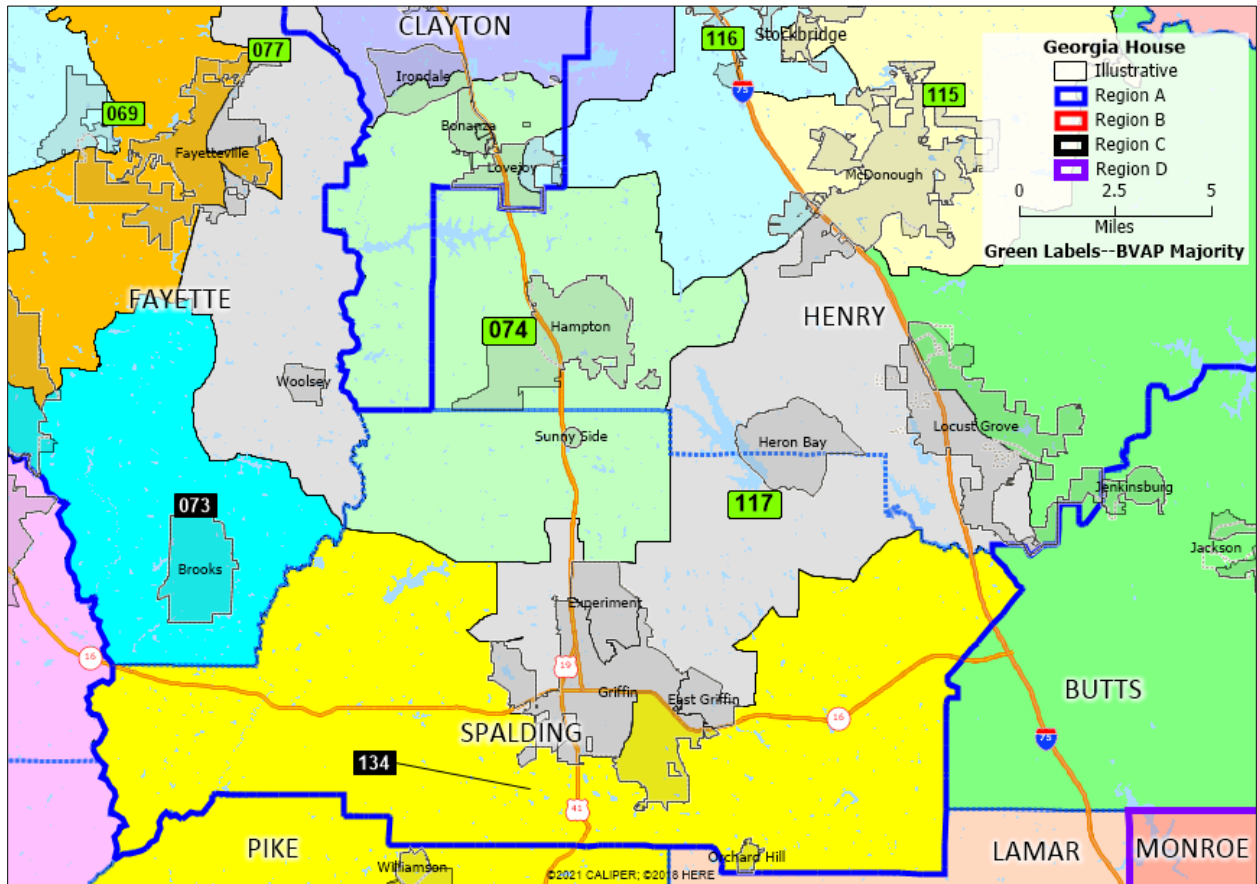 CLAYTON
077
Irondale
116
Stockbridge
75
Georgia House
Illustrative
Region A
Region B
Region C
Region D
0 2.5 5
Miles
Green Labels--BVAP Majority
069
Fayetteville
Bonanza
Lovejoy
115
McDonough
FAYETTE
HENRY
074
Hampton
Woolsey
Sunny Side
Heron Bay
Locust Grove
Jenkinsburg
117
073
Brooks
Jackson
Experiment
16
19
Griffin
East Griffin
16
BUTTS
SPALDING
75
134
41
PIKE
Williamson
Orchard Hill
LAMAR
MONROE
©2021 CALIPER; ©2018 HERE